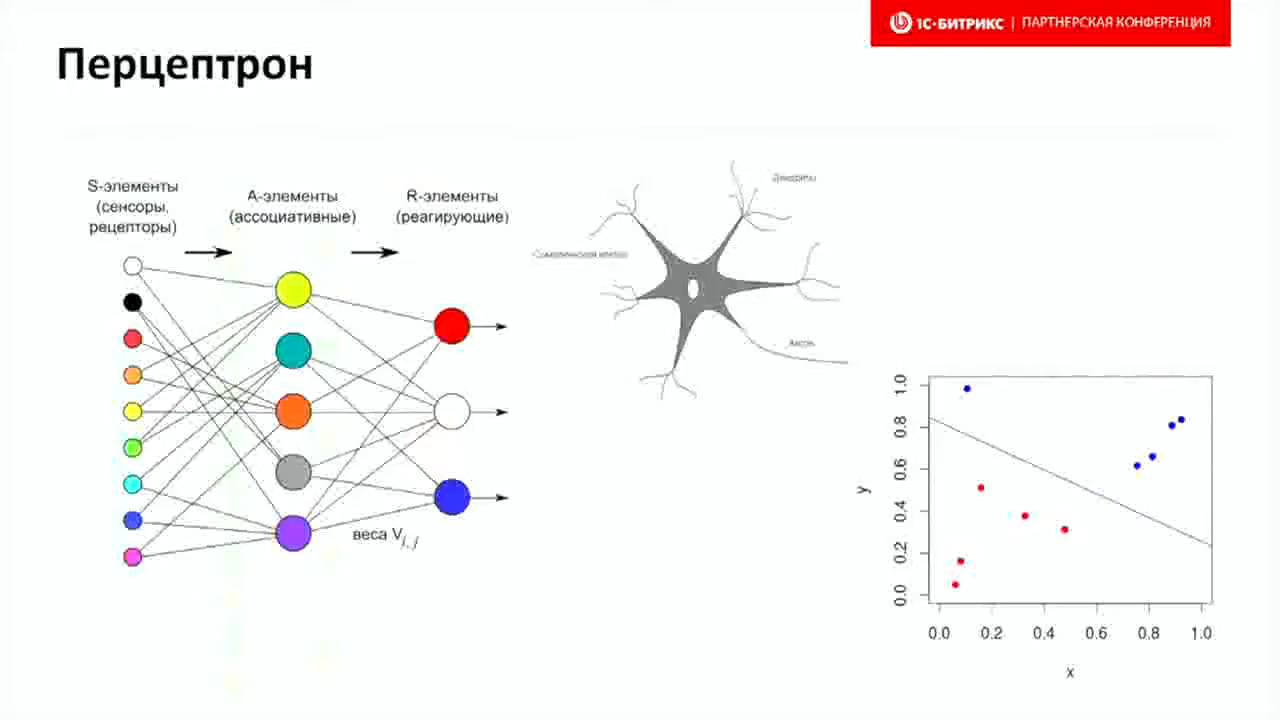 1С-БИТРИКС | ПАРТНЕРСКАЯ КОНФЕРЕНЦИЯ
Перцептрон
S-элементы
(сенсоры,
рецепторы)
A-элементы
(ассоциативные)
R-элементы
(реагирующие)
веса V i, j
Дендриты
Аксон
y
1.0
0.8
0.6
0.4
0.2
0.0
0.0 0.2 0.4 0.6 0.8 1.0
x